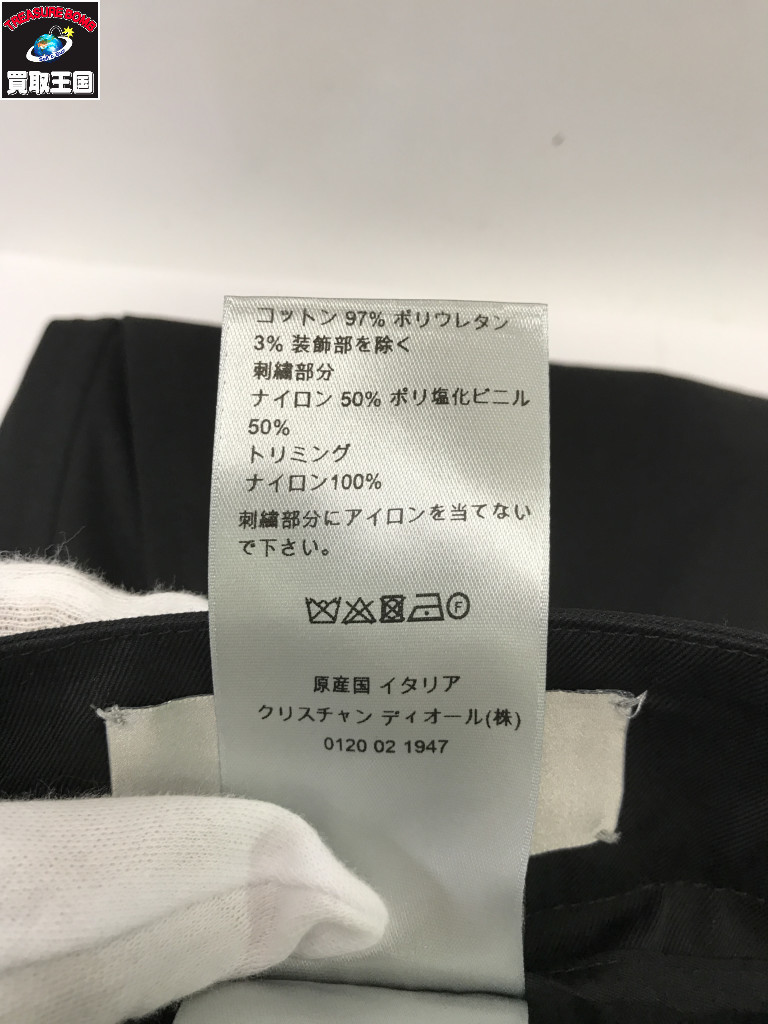 TREASURE BOMB
買取王国
コットン 97% ポリウレタン
3% 装飾部を除く
刺繍部分
ナイロン 50% ポリ塩化ビニル
50%
トリミング
ナイロン100%
刺繍部分にアイロンを当てない
で下さい。
F
原産国 イタリア
クリスチャン ディオール(株)
0120 02 1947